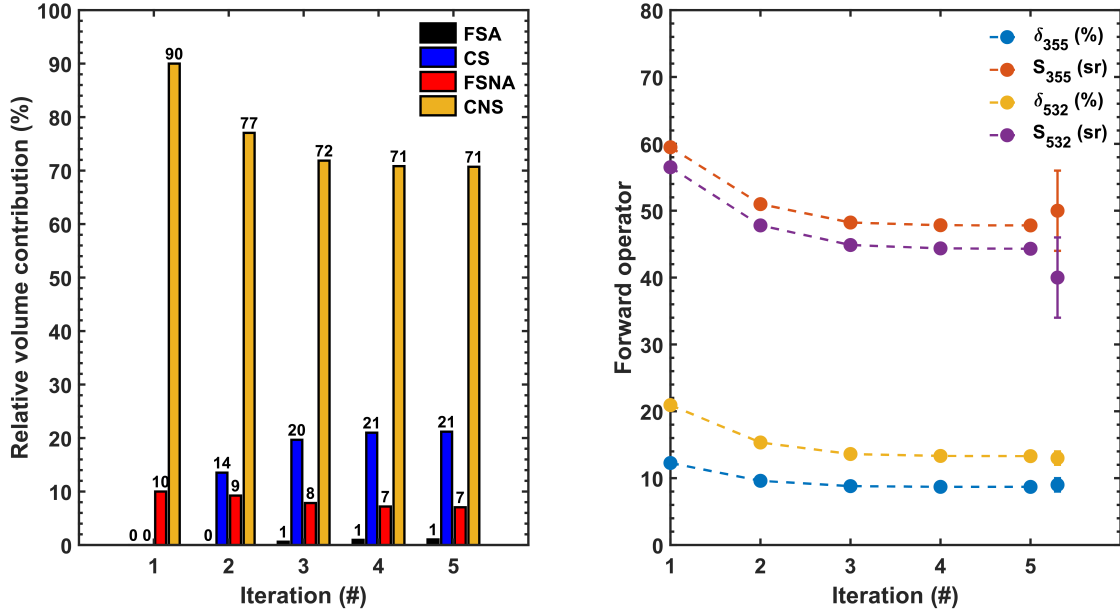 100
90
80
70
60
50
40
30
20
10
0
Relative volume contribution (%)
FSA
CS
FSNA
CNS
0 0 10 90
0 14 9 77
1 20 8 72
1 21 7 71
1 21 7 71
1 2 3 4 5
Iteration (#)
80
70
60
50
40
30
20
10
0
Forward operator
δ355 (%)
S355 (sr)
δ532 (%)
S532 (sr)
1 2 3 4 5
Iteration (#)